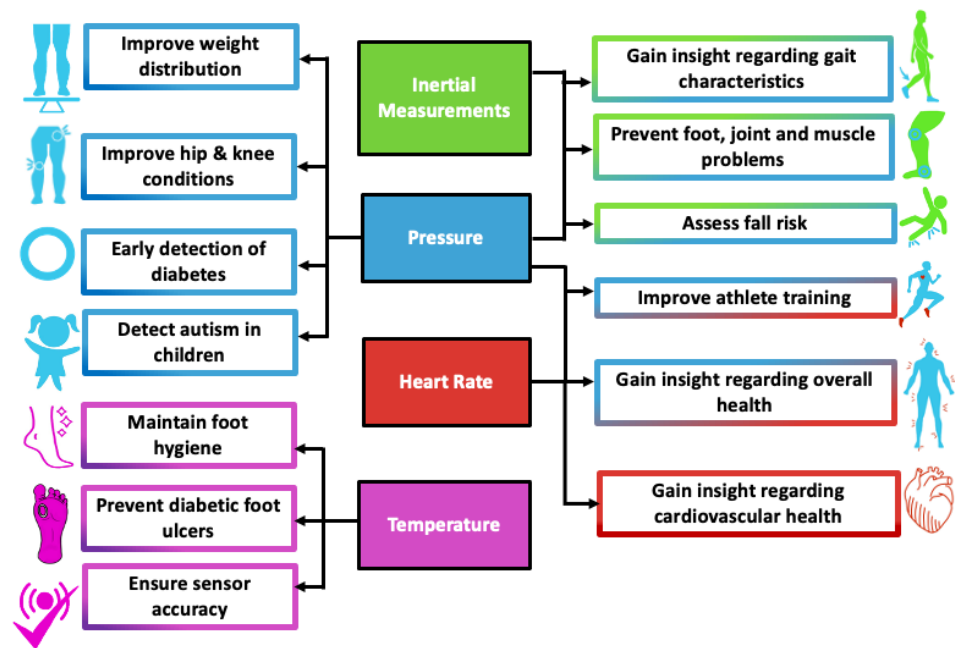 Improve weight
distribution
Improve hip & knee
conditions
Early detection of
diabetes
Detect autism in
children
Maintain foot
hygiene
Prevent diabetic foot
ulcers
Ensure sensor
accuracy
Inertial
Measurements
Pressure
Heart Rate
Temperature
Gain insight regarding gait
characteristics
Prevent foot, joint and muscle
problems
Assess fall risk
Improve athlete training
Gain insight regarding overall
health
Gain insight regarding
cardiovascular health